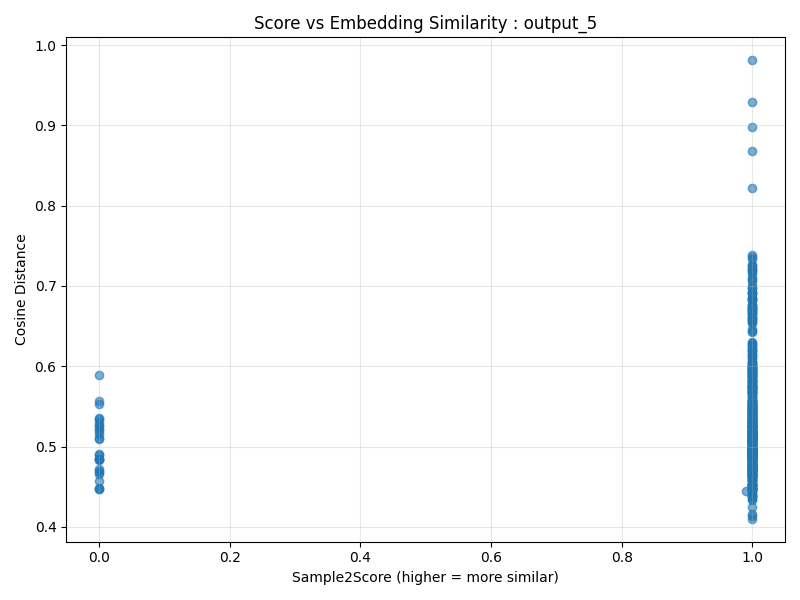 Score vs Embedding Similarity : output_5
Cosine Distance
1.0
0.9
0.8
0.7
0.6
0.5
0.4
0.0 0.2 0.4 0.6 0.8 1.0
Sample2Score (higher = more similar)